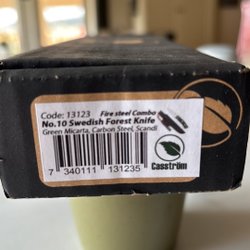 Code: 13123 Fire steel Combo
No.10 Swedish Forest Knife
Green Micarta, Carbon Steel, Scandi
Casström
7 340111 131235